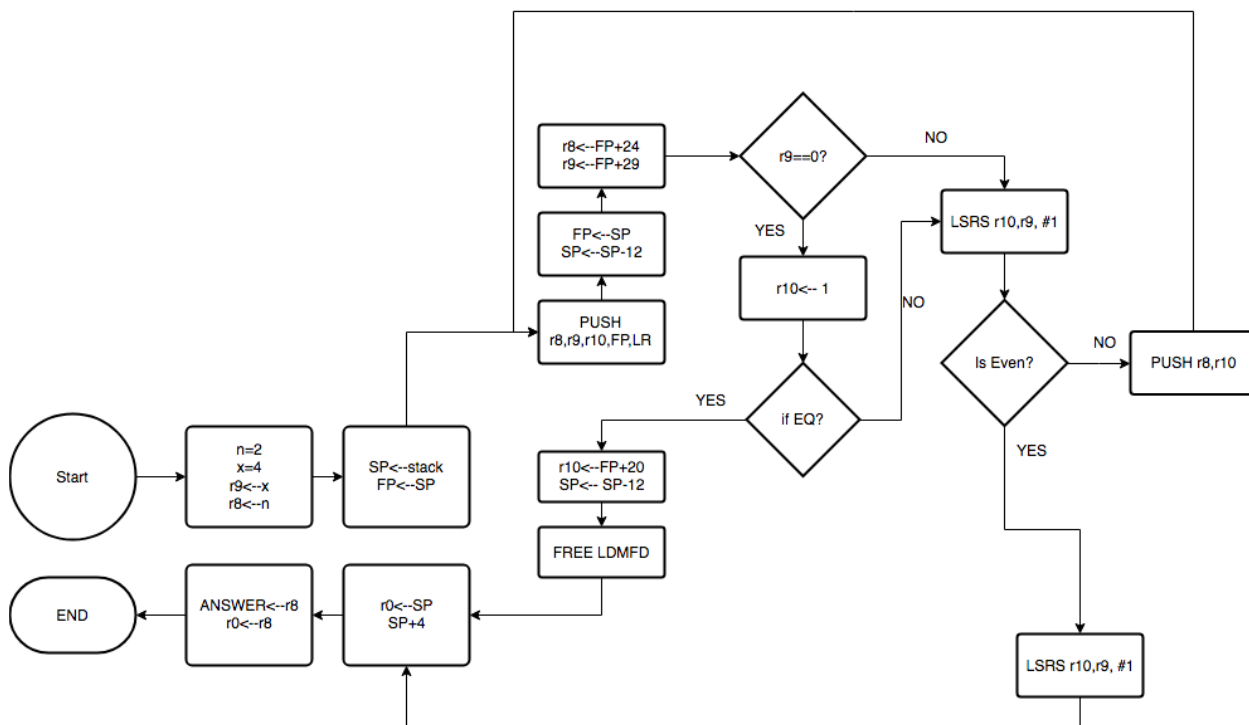 Start
n=2
x=4
r9<--x
r8<--n
SP<--stack
FP<--SP
PUSH
r8,r9,r10,FP,LR
FP<--SP
SP<--SP-12
r8<--FP+24
r9<--FP+29
r9==0?
NO
YES
r10<-- 1
if EQ?
NO
YES
LSRS r10,r9, #1
Is Even?
NO
PUSH r8,r10
YES
LSRS r10,r9, #1
r10<--FP+20
SP<-- SP-12
FREE LDMFD
r0<--SP
SP+4
ANSWER<--r8
r0<--r8
END